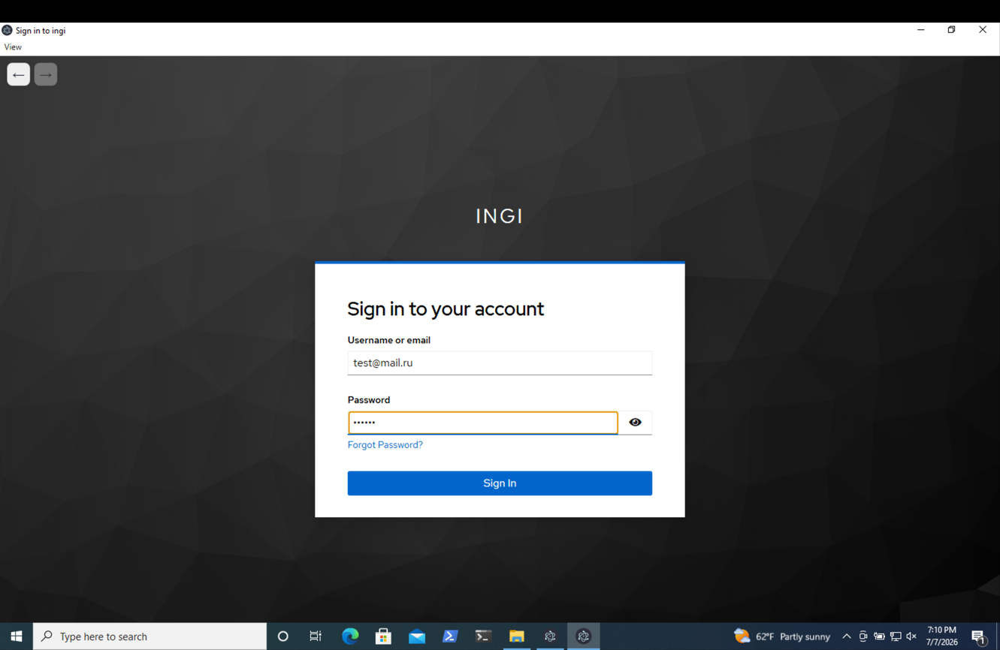 Sign in to ingi
View
INGI
Sign in to your account
Username or email
test@mail.ru
Password
••••••
Forgot Password?
Sign In
Type here to search
62°F Partly sunny
7:10 PM
7/7/2026
1